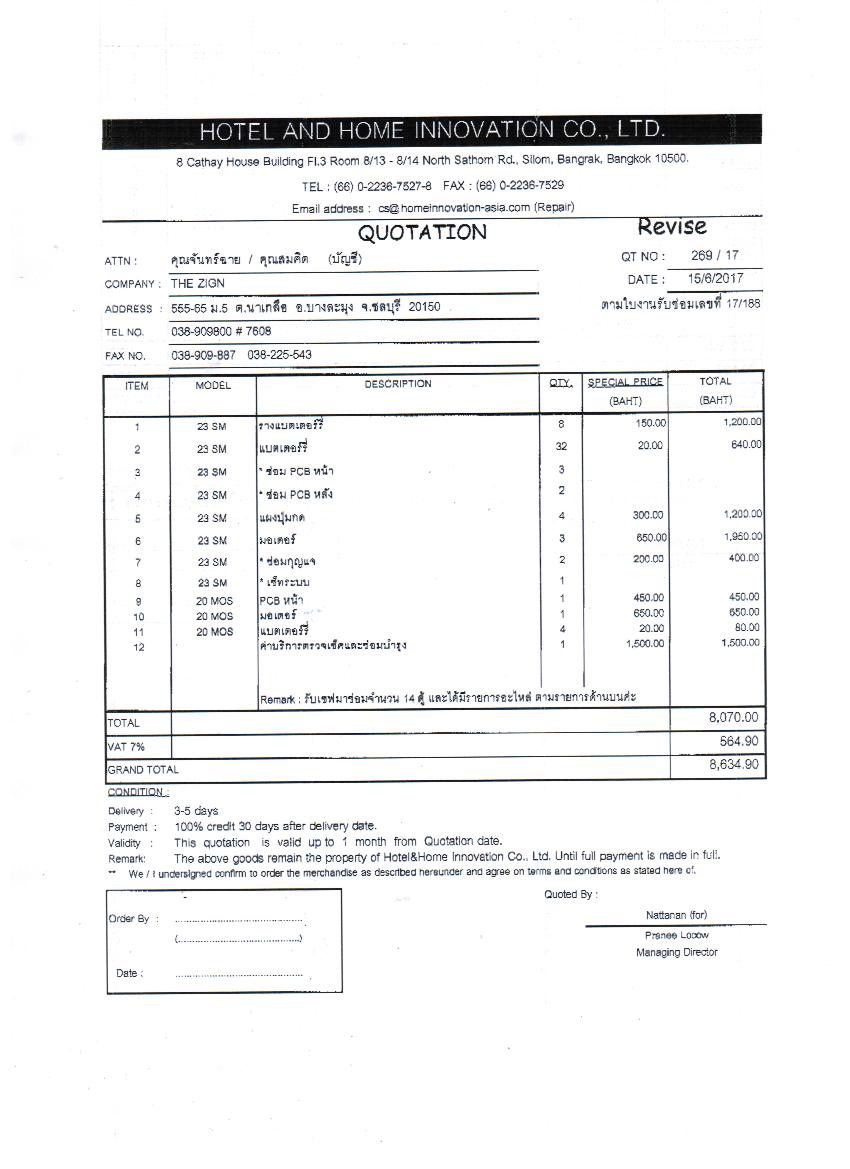 HOTEL AND HOME INNOVATION CO., LTD.
8 Cathay House Building Fl.3 Room 8/13 - 8/14 North Sathorn Rd., Silom, Bangrak, Bangkok 10500.
TEL : (66) 0-2236-7527-8 FAX : (66) 0-2236-7529
Email address : cs@homeinnovation-asia.com (Repair)
QUOTATION Revise
ATTN : คุณจันทร์ฉาย / คุณสมคิด (บัญชี) QT NO : 269 / 17
COMPANY : THE ZIGN DATE : 15/6/2017
ADDRESS : 555-65 ม.5 ต.นาเกลือ อ.บางละมุง จ.ชลบุรี 20150 ตามใบงานรับซ่อมเลขที่ 17/188
TEL NO. 038-909800 # 7608
FAX NO. 038-909-887 038-225-543
ITEM MODEL DESCRIPTION QTY. SPECIAL PRICE TOTAL
(BAHT) (BAHT)
1 23 SM รางแบตเตอร์รี่ 8 150.00 1,200.00
2 23 SM แบตเตอร์รี่ 32 20.00 640.00
3 23 SM * ซ่อม PCB หน้า 3
4 23 SM * ซ่อม PCB หลัง 2
5 23 SM แผงปุ่มกด 4 300.00 1,200.00
6 23 SM มอเตอร์ 3 650.00 1,950.00
7 23 SM * ซ่อมกุญแจ 2 200.00 400.00
8 23 SM * เซ็ทระบบ 1
9 20 MOS PCB หน้า 1 450.00 450.00
10 20 MOS มอเตอร์ 1 650.00 650.00
11 20 MOS แบตเตอร์รี่ 4 20.00 80.00
12 ค่าบริการตรวจเช็คและซ่อมบำรุง 1 1,500.00 1,500.00
Remark : รับเซฟมาซ่อมจำนวน 14 ตู้ และได้มีรายการอะไหล่ ตามรายการด้านบนค่ะ
TOTAL 8,070.00
VAT 7% 564.90
GRAND TOTAL 8,634.90
CONDITION :
Delivery : 3-5 days
Payment : 100% credit 30 days after delivery date.
Validity : This quotation is valid up to 1 month from Quotation date.
Remark: The above goods remain the property of Hotel&Home Innovation Co., Ltd. Until full payment is made in full.
** We / I undersigned confirm to order the merchandise as described hereunder and agree on terms and conditions as stated here of.
Quoted By :
Order By : ............................................
(..........................................)
Date : ............................................
Nattanan (for)
Pranee Locow
Managing Director